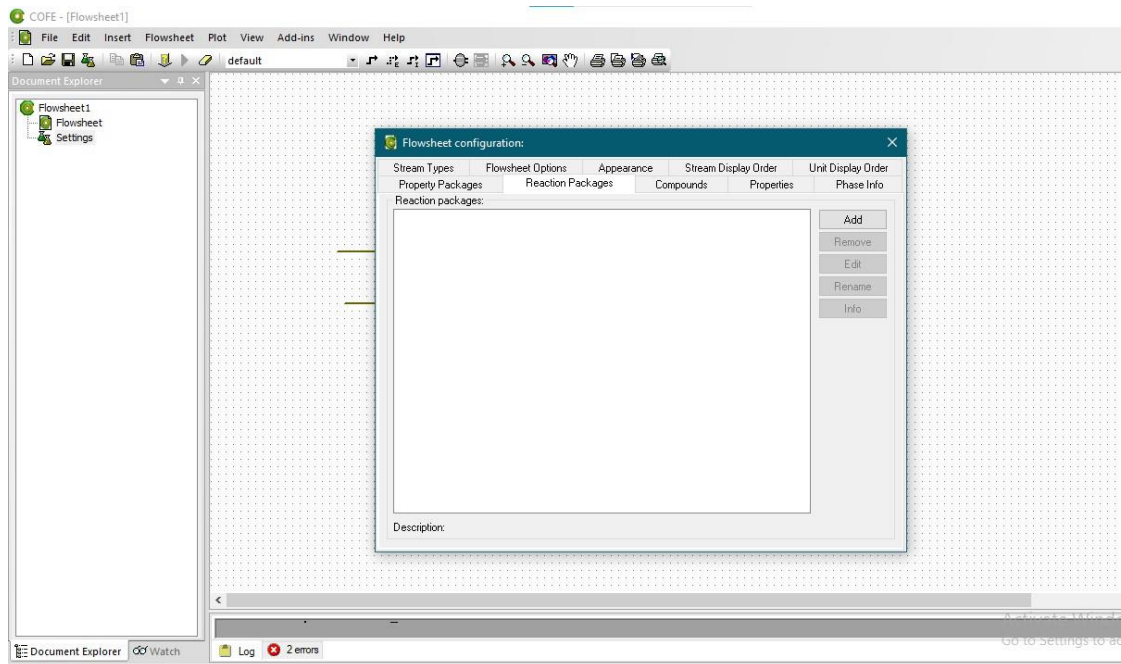 COFE - [Flowsheet1]
File Edit Insert Flowsheet Plot View Add-ins Window Help
default
Document Explorer
Flowsheet1
Flowsheet
Settings
Flowsheet configuration:
Stream Types Flowsheet Options Appearance Stream Display Order Unit Display Order
Property Packages Reaction Packages Compounds Properties Phase Info
Reaction packages:
Add
Remove
Edit
Rename
Info
Description:
Go to Settings to ac
Document Explorer Watch Log 2 errors